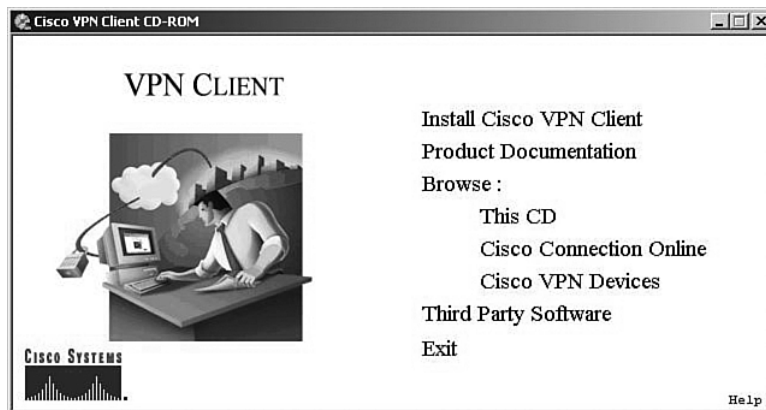 Cisco VPN Client CD-ROM
VPN CLIENT
Install Cisco VPN Client
Product Documentation
Browse :
This CD
Cisco Connection Online
Cisco VPN Devices
Third Party Software
Exit
CISCO SYSTEMS
Help